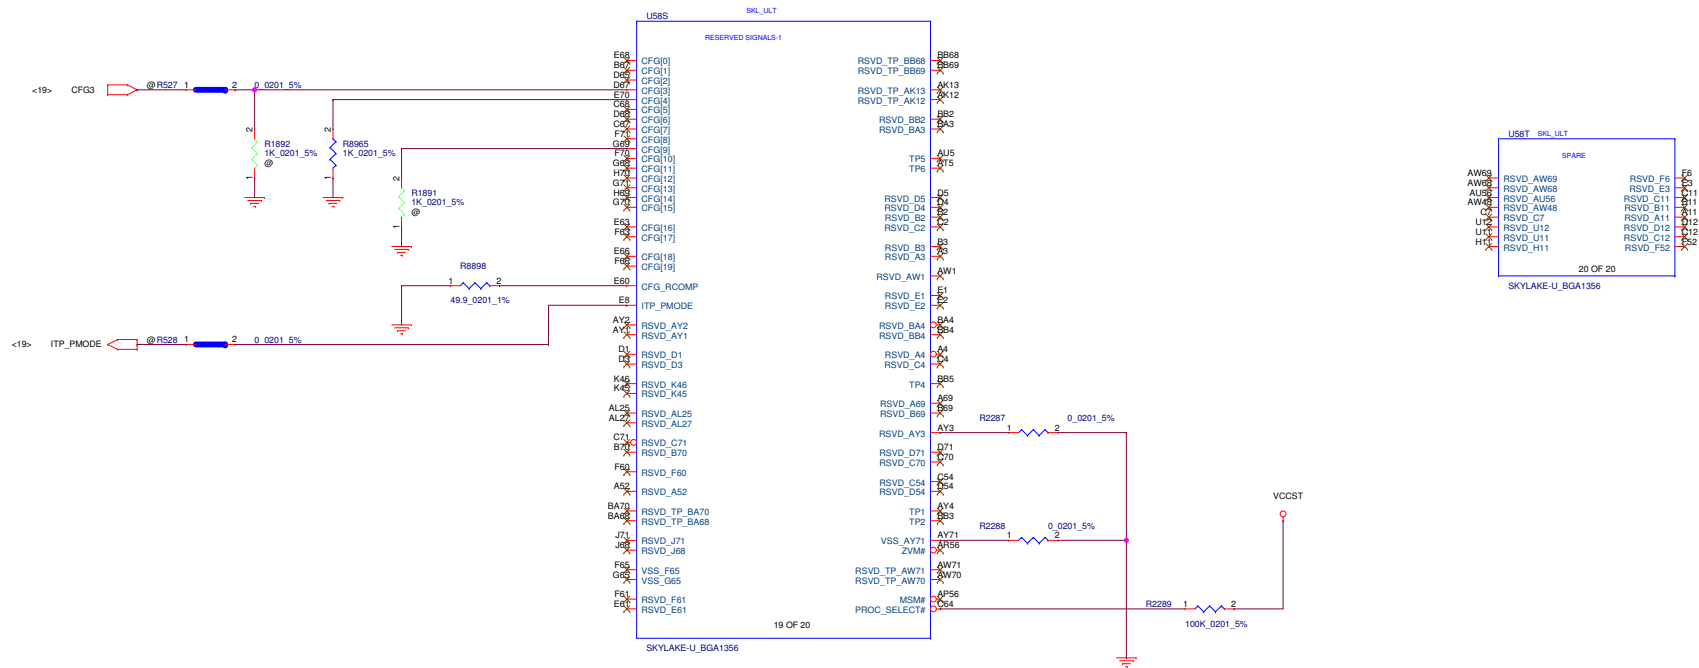 SKL_ULT
U58S
RESERVED SIGNALS-1
E68 CFG[0] RSVD_TP_BB68 BB68
B67 CFG[1] RSVD_TP_BB69 BB69
D65 CFG[2]
<19> CFG3 @ R527 1 2 0_0201_5% D67 CFG[3] RSVD_TP_AK13 AK13
E70 CFG[4] RSVD_TP_AK12 AK12
C68 CFG[5]
D68 CFG[6] RSVD_BB2 BB2
C67 CFG[7] RSVD_BA3 BA3
F71 CFG[8]
G69 CFG[9]
F70 CFG[10] TP5 AU5
G68 CFG[11] TP6 AT5
H70 CFG[12]
G71 CFG[13]
H69 CFG[14] RSVD_D5 D5
G70 CFG[15] RSVD_D4 D4
RSVD_B2 B2
E63 CFG[16] RSVD_C2 C2
F63 CFG[17]
RSVD_B3 B3
E66 CFG[18] RSVD_A3 A3
F66 CFG[19]
RSVD_AW1 AW1
2 R1892 1K_0201_5% @ 1
2 R8965 1K_0201_5% 1
2 R1891 1K_0201_5% @ 1
R8898
1 2 E60 CFG_RCOMP
49.9_0201_1%
RSVD_E1 E1
E8 ITP_PMODE RSVD_E2 E2
AY2 RSVD_AY2 RSVD_BA4 BA4
AY1 RSVD_AY1 RSVD_BB4 BB4
<19> ITP_PMODE @ R528 1 2 0_0201_5%
D1 RSVD_D1 RSVD_A4 A4
D3 RSVD_D3 RSVD_C4 C4
K46 RSVD_K46 TP4 BB5
K45 RSVD_K45
RSVD_A69 A69
AL25 RSVD_AL25 RSVD_B69 B69
AL27 RSVD_AL27
RSVD_AY3 AY3 R2287 1 2 0_0201_5%
C71 RSVD_C71
B70 RSVD_B70 RSVD_D71 D71
RSVD_C70 C70
F60 RSVD_F60
RSVD_C54 C54
A52 RSVD_A52 RSVD_D54 D54
BA70 RSVD_TP_BA70 TP1 AY4
BA68 RSVD_TP_BA68 TP2 BB3
J71 RSVD_J71 VSS_AY71 AY71 R2288 1 2 0_0201_5%
J68 RSVD_J68 ZVM# AR56
F65 VSS_F65 RSVD_TP_AW71 AW71
G65 VSS_G65 RSVD_TP_AW70 AW70
F61 RSVD_F61 MSM# AP56
E61 RSVD_E61 PROC_SELECT# C64
R2289 1 2
100K_0201_5%
VCCST
19 OF 20
SKYLAKE-U_BGA1356
U58T SKL_ULT
SPARE
AW69 RSVD_AW69 RSVD_F6 F6
AW68 RSVD_AW68 RSVD_E3 E3
AU56 RSVD_AU56 RSVD_C11 C11
AW48 RSVD_AW48 RSVD_B11 B11
C7 RSVD_C7 RSVD_A11 A11
U12 RSVD_U12 RSVD_D12 D12
U11 RSVD_U11 RSVD_C12 C12
H11 RSVD_H11 RSVD_F52 F52
20 OF 20
SKYLAKE-U_BGA1356